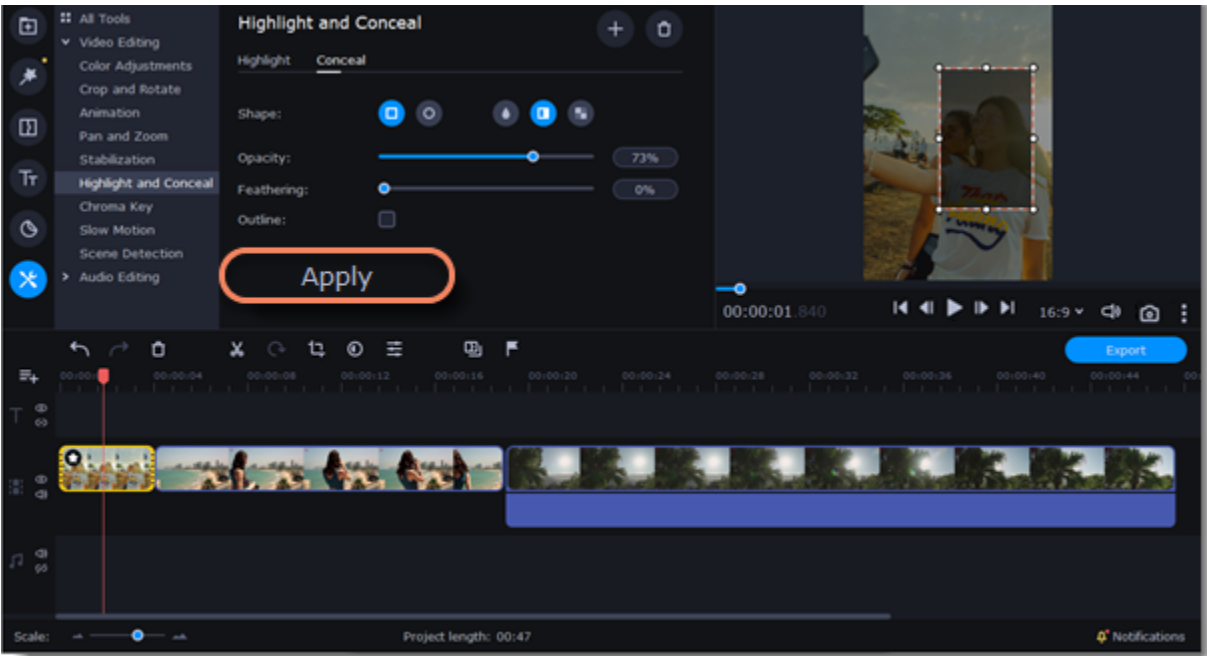 All Tools
Video Editing
Color Adjustments
Crop and Rotate
Animation
Pan and Zoom
Stabilization
Highlight and Conceal
Chroma Key
Slow Motion
Scene Detection
Audio Editing
Highlight and Conceal
Highlight Conceal
Shape:
Opacity: 73%
Feathering: 0%
Outline:
Apply
00:00:01.840
16:9
Export
00:00:04 00:00:08 00:00:12 00:00:16 00:00:20 00:00:24 00:00:28 00:00:32 00:00:36 00:00:40 00:00:44
Scale:
Project length: 00:47
Notifications